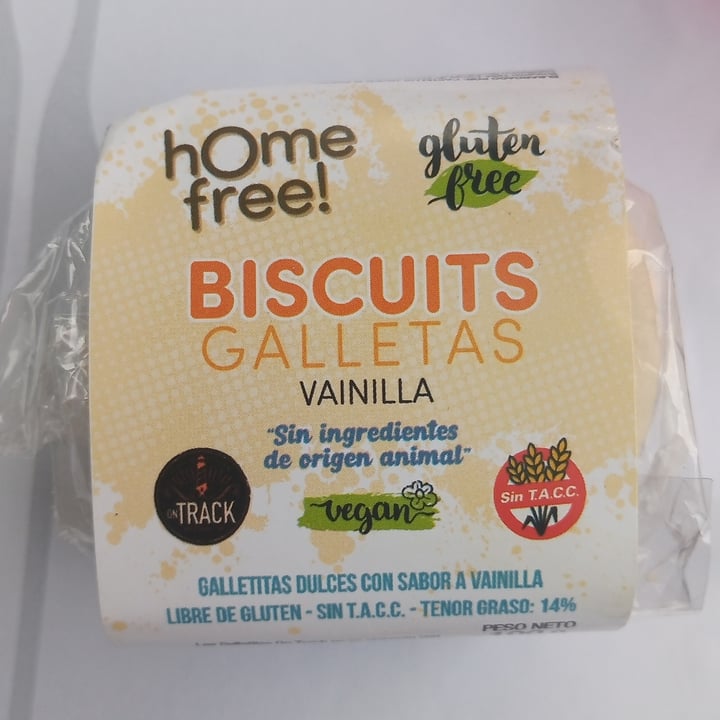 hOme
free!
gluten
free
BISCUITS
GALLETAS
VAINILLA
"Sin ingredientes
de origen animal"
ON TRACK
vegan
Sin T.A.C.C.
GALLETITAS DULCES CON SABOR A VAINILLA
LIBRE DE GLUTEN - SIN T.A.C.C. - TENOR GRASO: 14%
PESO NETO